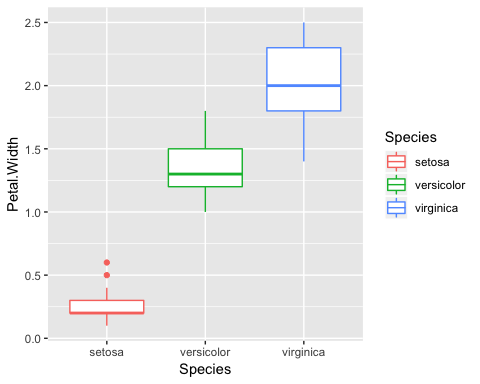 2.5
2.0
1.5
1.0
0.5
0.0
Petal.Width
setosa versicolor virginica
Species
Species
setosa
versicolor
virginica